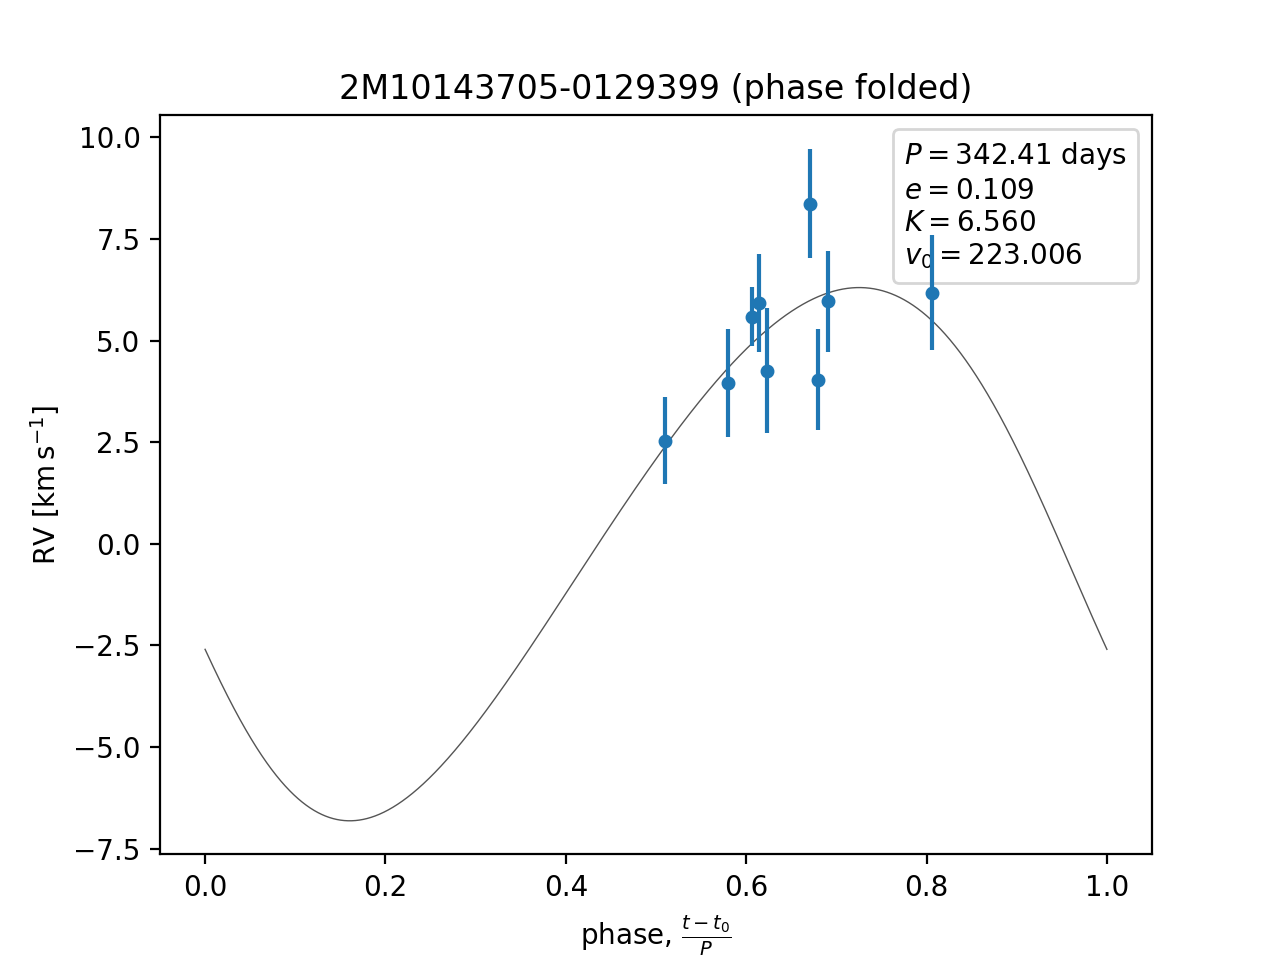 2M10143705-0129399 (phase folded)
P = 342.41 days
e = 0.109
K = 6.560
v₀ = 223.006
10.0
7.5
5.0
2.5
0.0
−2.5
−5.0
−7.5
RV [km s⁻¹]
0.0 0.2 0.4 0.6 0.8 1.0
phase, (t − t₀)/P